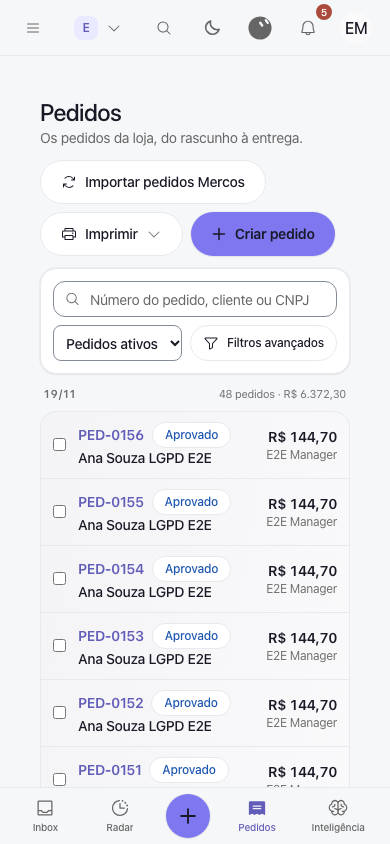 E
5
EM
Pedidos
Os pedidos da loja, do rascunho à entrega.
Importar pedidos Mercos
Imprimir
Criar pedido
Número do pedido, cliente ou CNPJ
Pedidos ativos
Filtros avançados
19/11
48 pedidos · R$ 6.372,30
PED-0156 Aprovado R$ 144,70
Ana Souza LGPD E2E E2E Manager
PED-0155 Aprovado R$ 144,70
Ana Souza LGPD E2E E2E Manager
PED-0154 Aprovado R$ 144,70
Ana Souza LGPD E2E E2E Manager
PED-0153 Aprovado R$ 144,70
Ana Souza LGPD E2E E2E Manager
PED-0152 Aprovado R$ 144,70
Ana Souza LGPD E2E E2E Manager
PED-0151 Aprovado R$ 144,70
Inbox
Radar
Pedidos
Inteligência